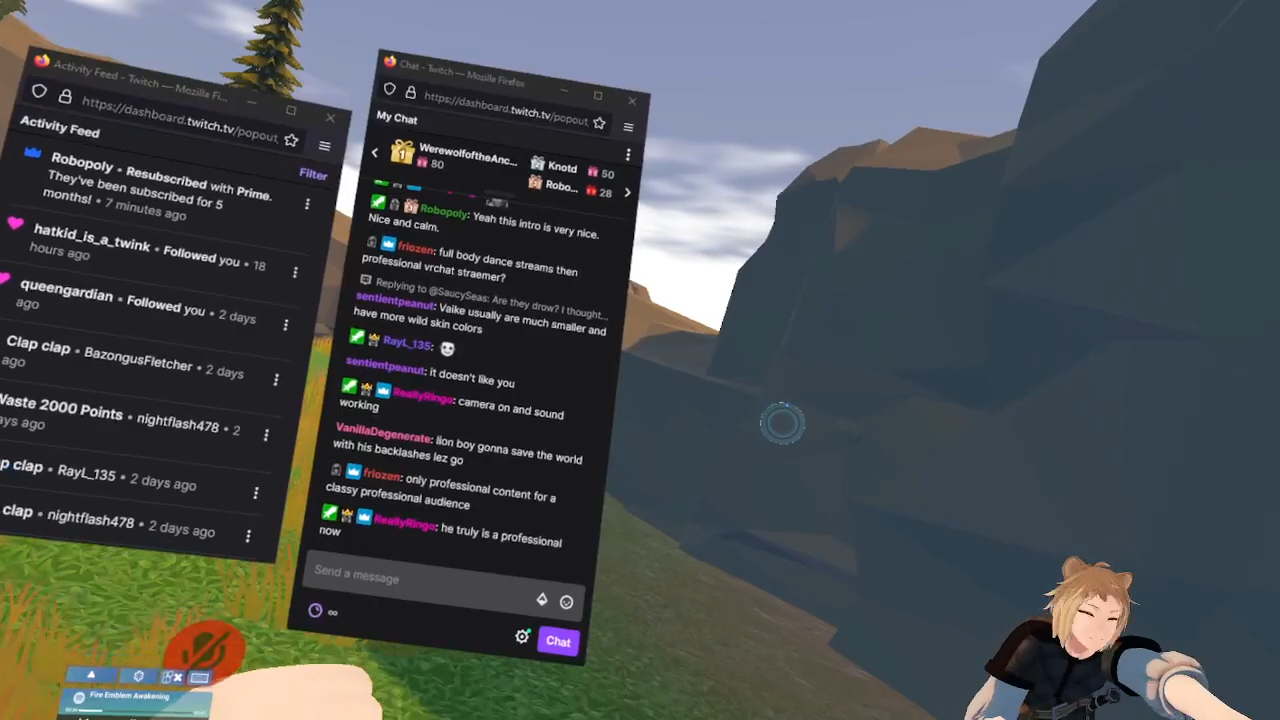 Activity Feed - Twitch — Mozilla Fi...
https://dashboard.twitch.tv/popout
Activity Feed
Filter
Robopoly • Resubscribed with Prime.
They've been subscribed for 5
months! • 7 minutes ago
hatkid_is_a_twink • Followed you • 18
hours ago
queengardian • Followed you • 2 days
ago
Clap clap • BazongusFletcher • 2 days
ago
Waste 2000 Points • nightflash478 • 2
ays ago
p clap • RayL_135 • 2 days ago
clap • nightflash478 • 2 days ago
Chat - Twitch — Mozilla Firefox
https://dashboard.twitch.tv/popout
My Chat
1
WerewolfoftheAnc...
80
Knotd 50
Robo... 28
Robopoly: Yeah this intro is very nice.
Nice and calm.
friozen: full body dance streams then
professional vrchat straemer?
Replying to @SaucySeas: Are they drow? I thought...
sentientpeanut: Vaike usually are much smaller and
have more wild skin colors
RayL_135:
sentientpeanut: it doesn't like you
ReallyRingo: camera on and sound
working
VanillaDegenerate: lion boy gonna save the world
with his backlashes lez go
friozen: only professional content for a
classy professional audience
ReallyRingo: he truly is a professional
now
Send a message
∞
Chat
Fire Emblem Awakening